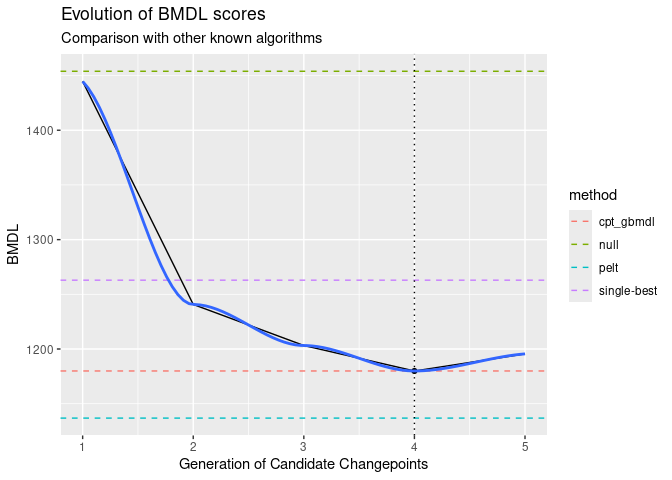 Evolution of BMDL scores
Comparison with other known algorithms
BMDL
1400
1300
1200
1 2 3 4 5
Generation of Candidate Changepoints
method
cpt_gbmdl
null
pelt
single-best